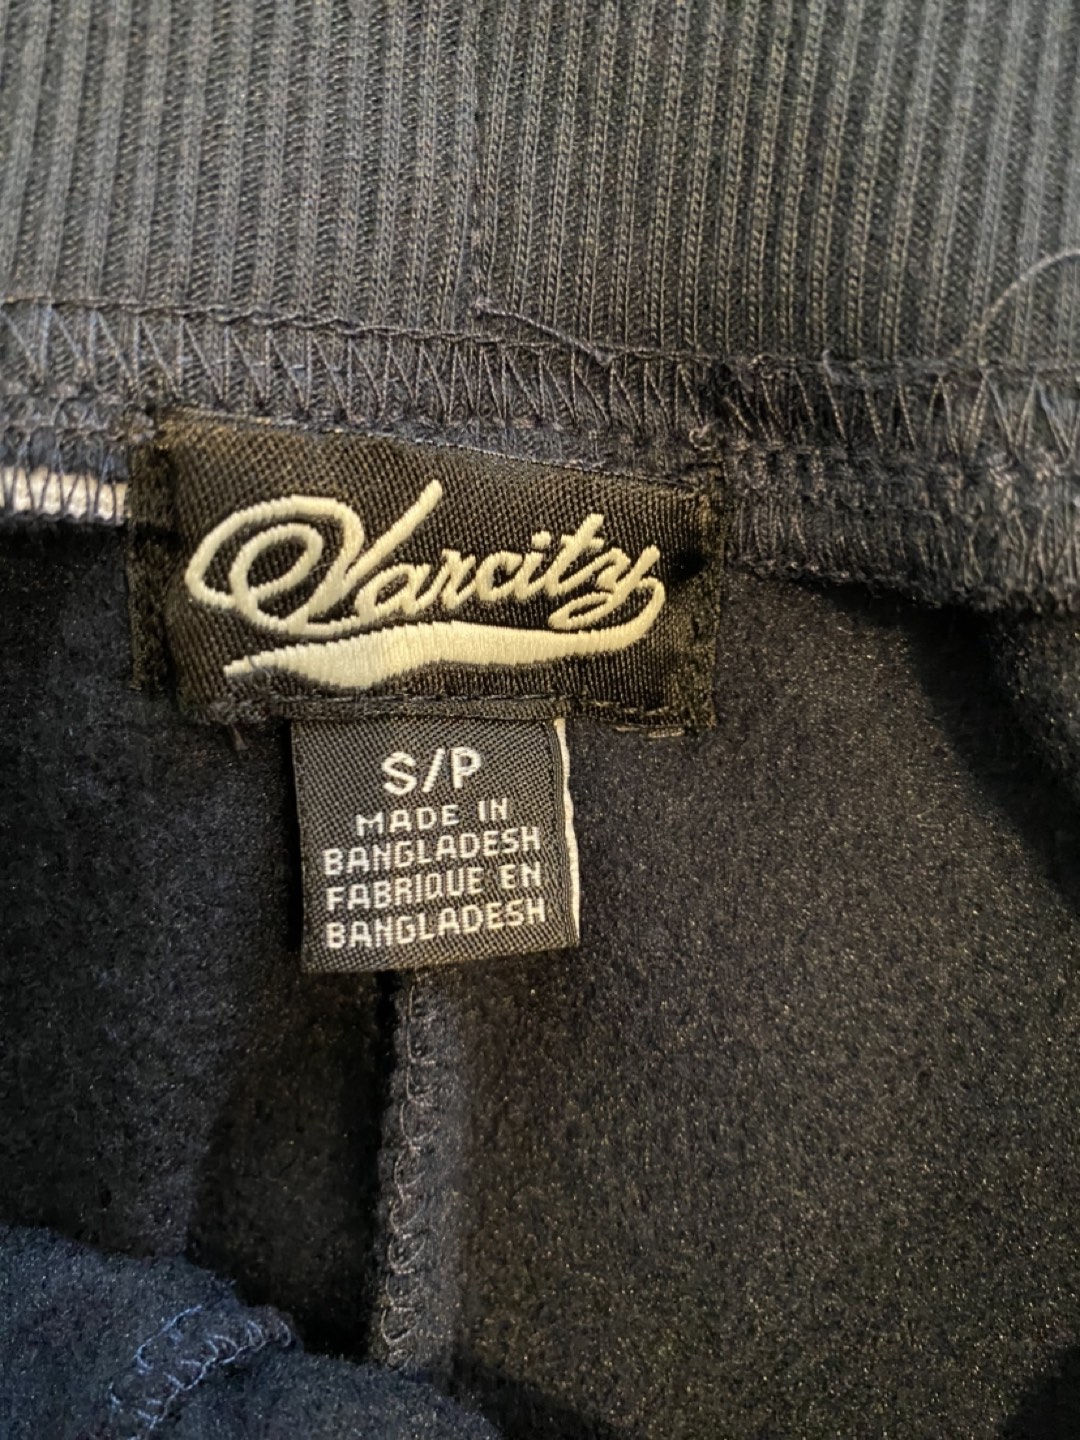 Varcity
S/P
MADE IN
BANGLADESH
FABRIQUE EN
BANGLADESH